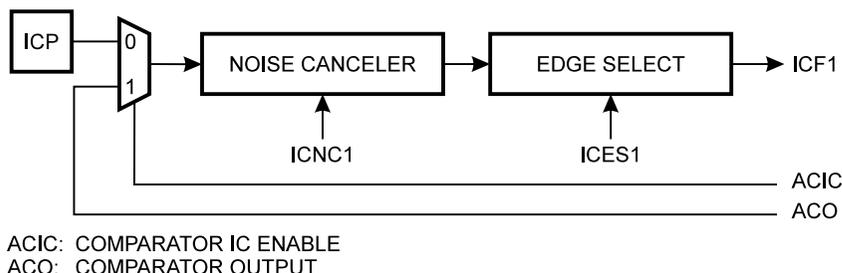 ICP
0
1
NOISE CANCELER
EDGE SELECT
ICF1
ICNC1
ICES1
ACIC
ACO
ACIC: COMPARATOR IC ENABLE
ACO: COMPARATOR OUTPUT